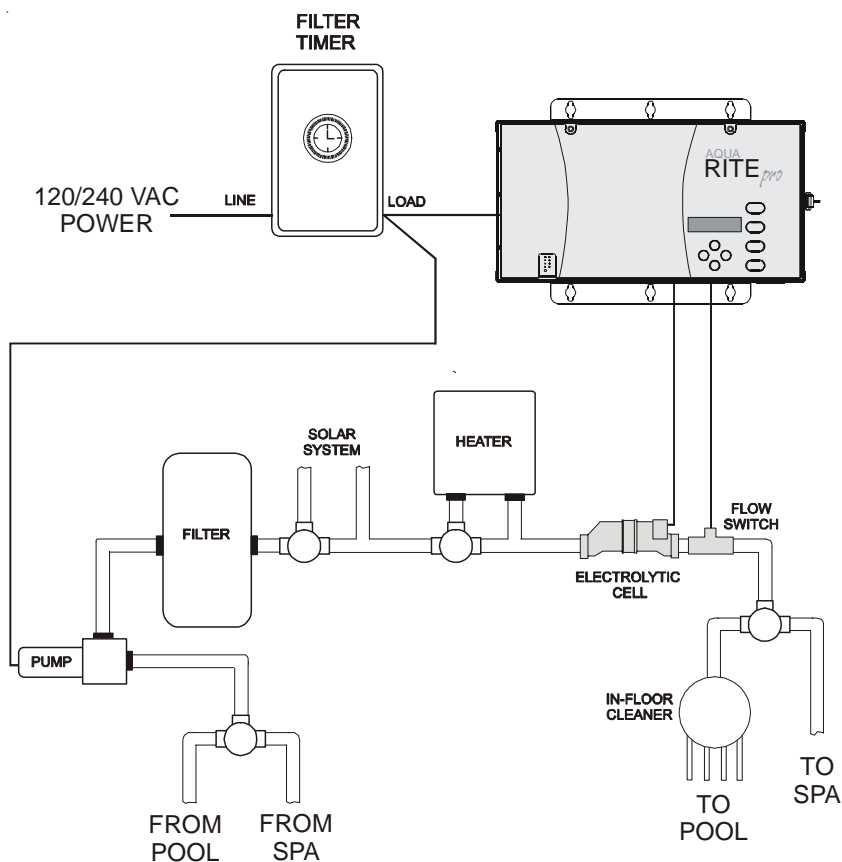 FILTER
TIMER
AQUA
RITE pro
120/240 VAC
POWER
LINE
LOAD
SOLAR
SYSTEM
HEATER
FILTER
FLOW
SWITCH
ELECTROLYTIC
CELL
PUMP
IN-FLOOR
CLEANER
TO
SPA
TO
POOL
FROM
POOL
FROM
SPA